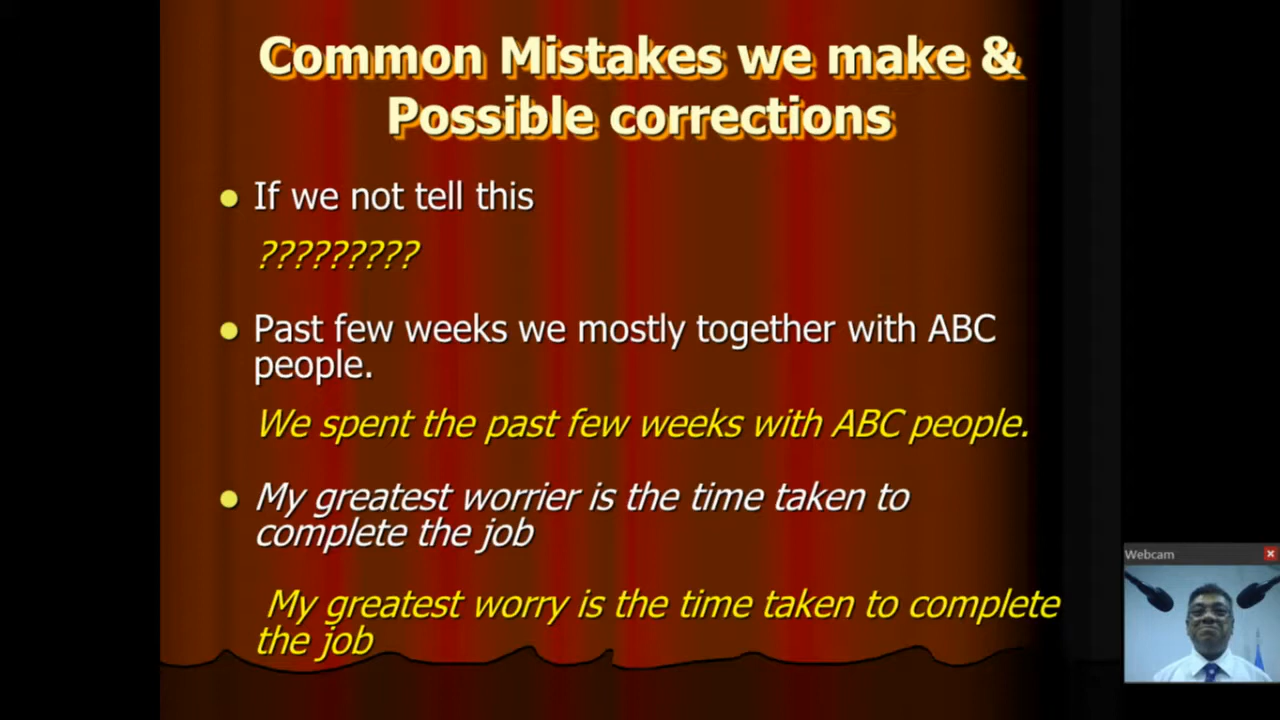 Common Mistakes we make &
Possible corrections
If we not tell this
?????????
Past few weeks we mostly together with ABC
people.
We spent the past few weeks with ABC people.
My greatest worrier is the time taken to
complete the job
My greatest worry is the time taken to complete
the job
Webcam